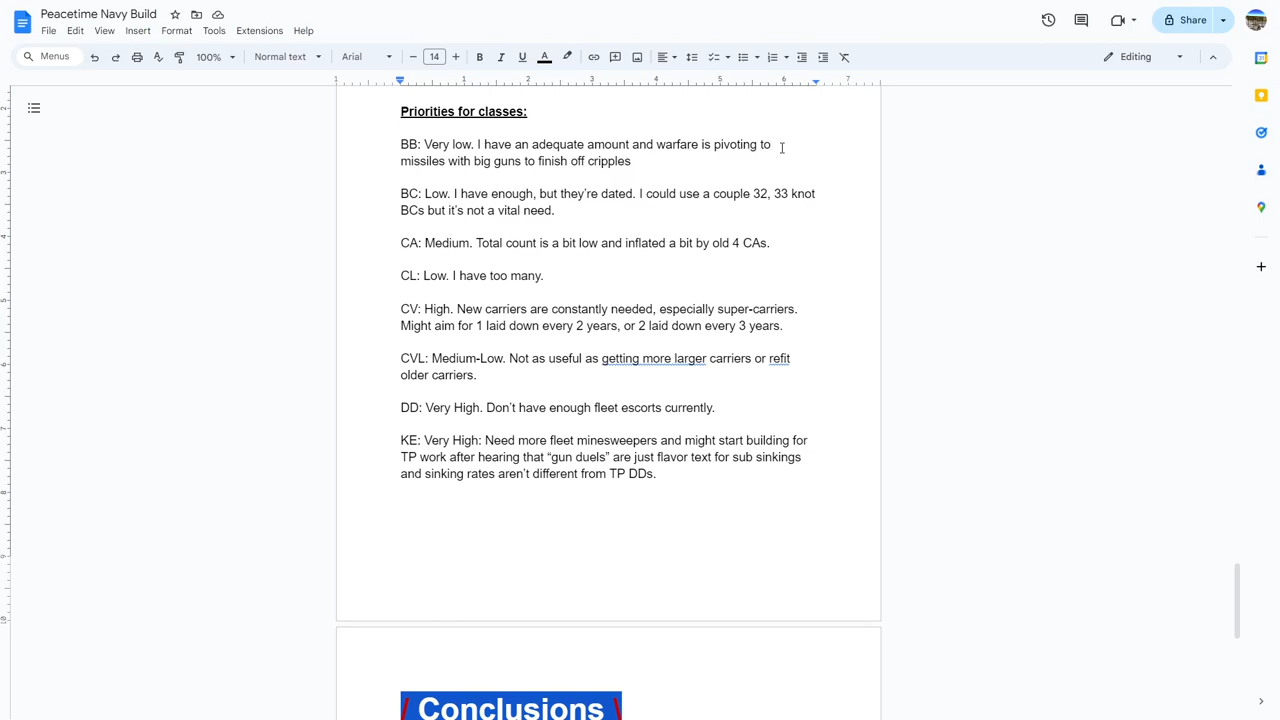 Peacetime Navy Build
File Edit View Insert Format Tools Extensions Help
Share
Menus 100% Normal text Arial 14 Editing
1 1 2 3 4 5 6 7
Priorities for classes:
BB: Very low. I have an adequate amount and warfare is pivoting to
missiles with big guns to finish off cripples
BC: Low. I have enough, but they’re dated. I could use a couple 32, 33 knot
BCs but it’s not a vital need.
CA: Medium. Total count is a bit low and inflated a bit by old 4 CAs.
CL: Low. I have too many.
CV: High. New carriers are constantly needed, especially super-carriers.
Might aim for 1 laid down every 2 years, or 2 laid down every 3 years.
CVL: Medium-Low. Not as useful as getting more larger carriers or refit
older carriers.
DD: Very High. Don’t have enough fleet escorts currently.
KE: Very High: Need more fleet minesweepers and might start building for
TP work after hearing that “gun duels” are just flavor text for sub sinkings
and sinking rates aren’t different from TP DDs.
/ Conclusions \